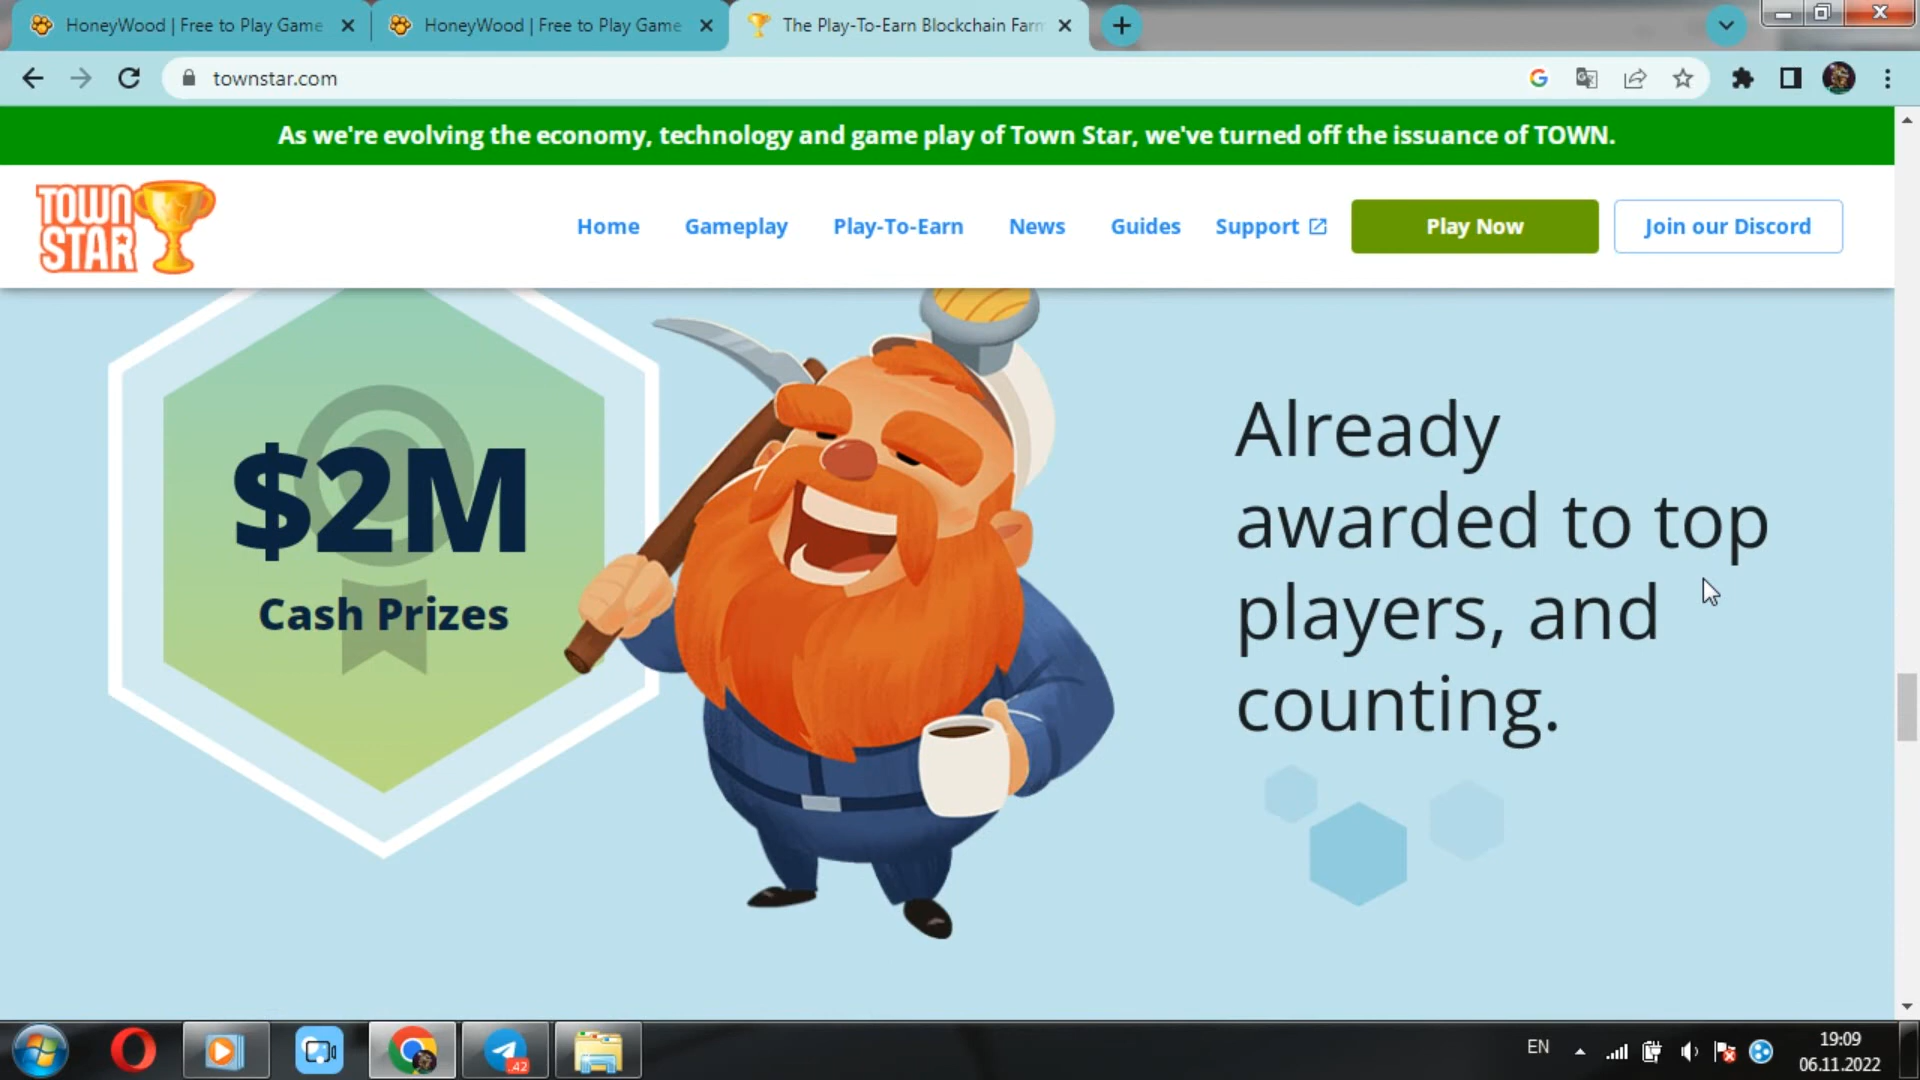 HoneyWood | Free to Play Game
HoneyWood | Free to Play Game
The Play-To-Earn Blockchain Farm
townstar.com
As we're evolving the economy, technology and game play of Town Star, we've turned off the issuance of TOWN.
TOWN
STAR
Home
Gameplay
Play-To-Earn
News
Guides
Support
Play Now
Join our Discord
$2M
Cash Prizes
Already
awarded to top
players, and
counting.
.42
EN
19:09
06.11.2022